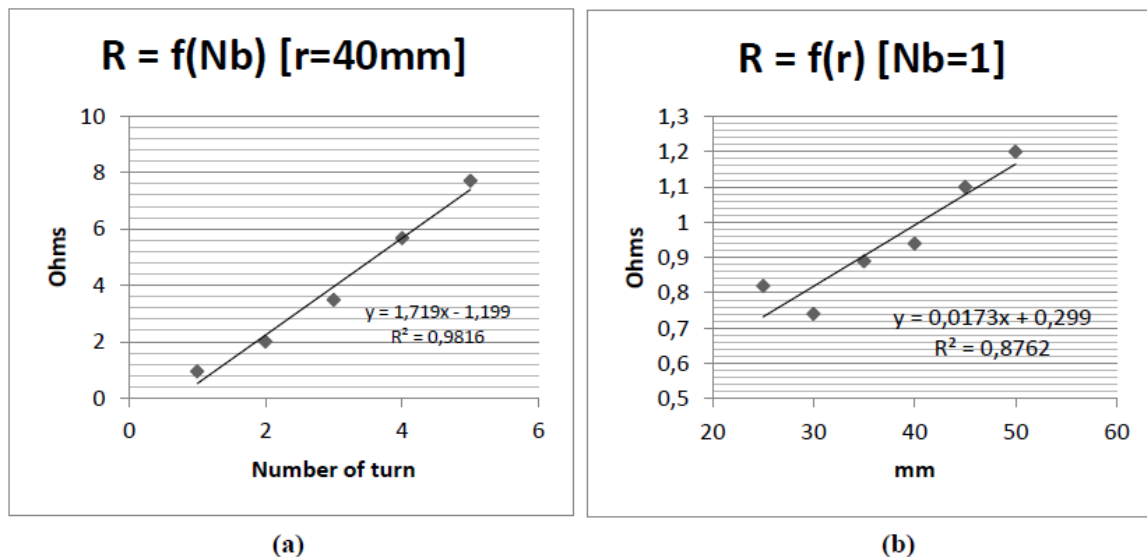 R = f(Nb) [r=40mm]
10
8
6
4
2
0
0 2 4 6
Ohms
Number of turn
y = 1,719x - 1,199
R² = 0,9816
(a)
R = f(r) [Nb=1]
1,3
1,2
1,1
1
0,9
0,8
0,7
0,6
0,5
20 30 40 50 60
Ohms
mm
y = 0,0173x + 0,299
R² = 0,8762
(b)